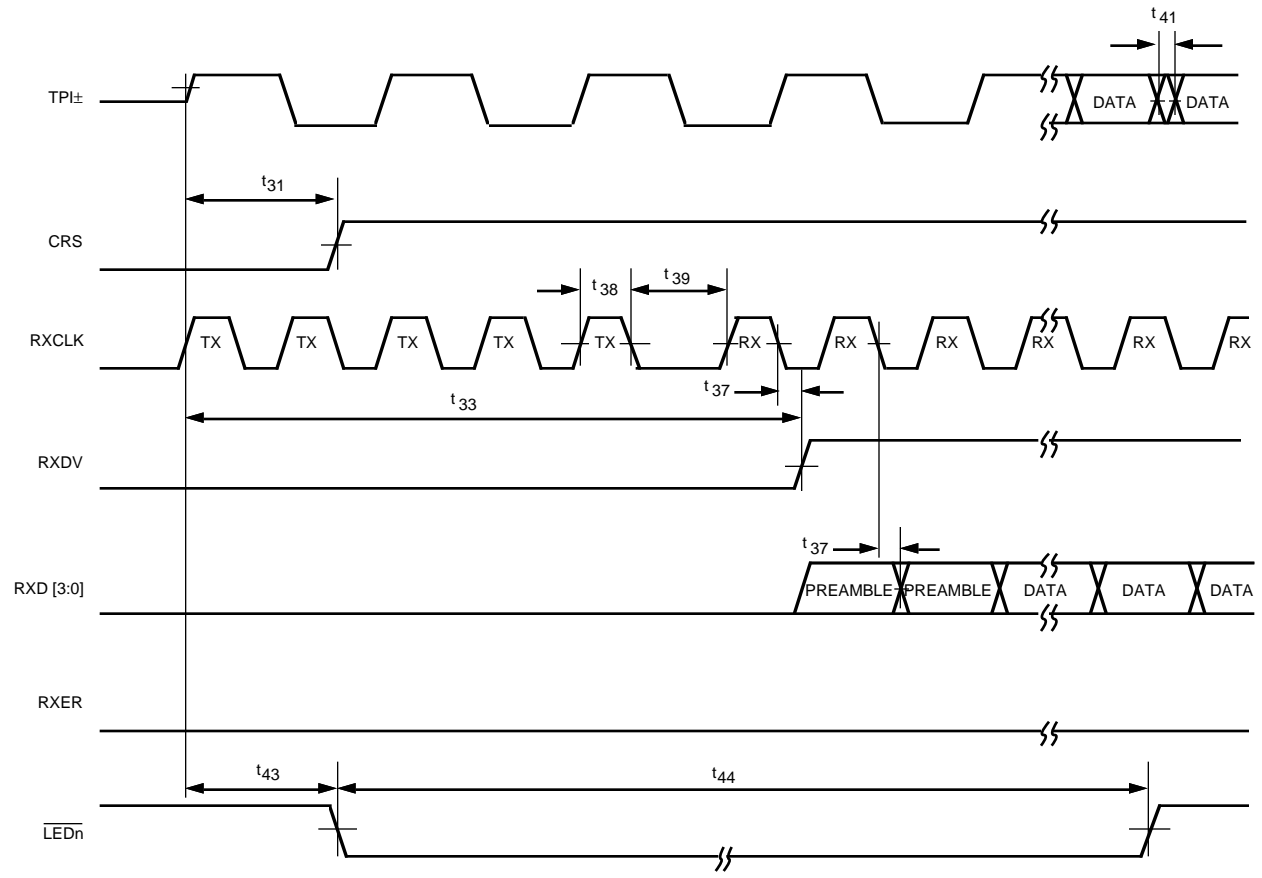 t41
TPI±
DATA
DATA
t31
CRS
t38
t39
RXCLK
TX
TX
TX
TX
TX
RX
RX
RX
RX
RX
RX
t37
t33
RXDV
t37
RXD [3:0]
PREAMBLE
PREAMBLE
DATA
DATA
DATA
RXER
t43
t44
LEDn